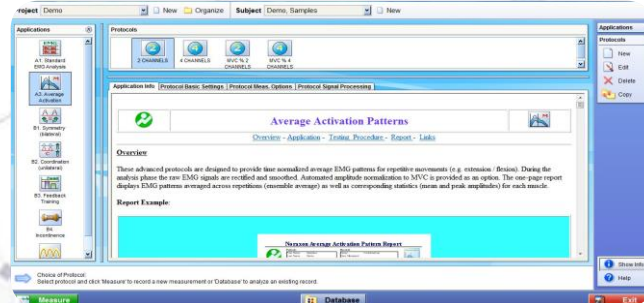 Project Demo New Organize Subject Demo, Samples New
Applications
A1. Standard
EMG Analysis
A2. Average
Activation
B1. Symmetry
(bilateral)
B2. Coordination
(unilateral)
B3. Feedback
Training
B4.
Incontinence
Protocols
2 CHANNELS
4 CHANNELS
MVC % 2
CHANNELS
MVC % 4
CHANNELS
Application Info Protocol Basic Settings Protocol Meas. Options Protocol Signal Processing
Average Activation Patterns
Overview - Application - Testing Procedure - Report - Links
Overview
These advanced protocols are designed to provide time normalized average EMG patterns for repetitive movements (e.g. extension / flexion). During the
analysis phase the raw EMG signals are rectified and smoothed. Automated amplitude normalization to MVC is provided as an option. The one-page report
displays EMG patterns averaged across repetitions (ensemble average) as well as corresponding statistics (mean and peak amplitudes) for each muscle.
Report Example:
Noraxon Average Activation Pattern Report
Applications
Protocols
New
Edit
Delete
Copy
Show Info
Help
Choice of Protocol:
Select protocol and click 'Measure' to record a new measurement or 'Database' to analyze an existing record.
Measure
Database
Exit